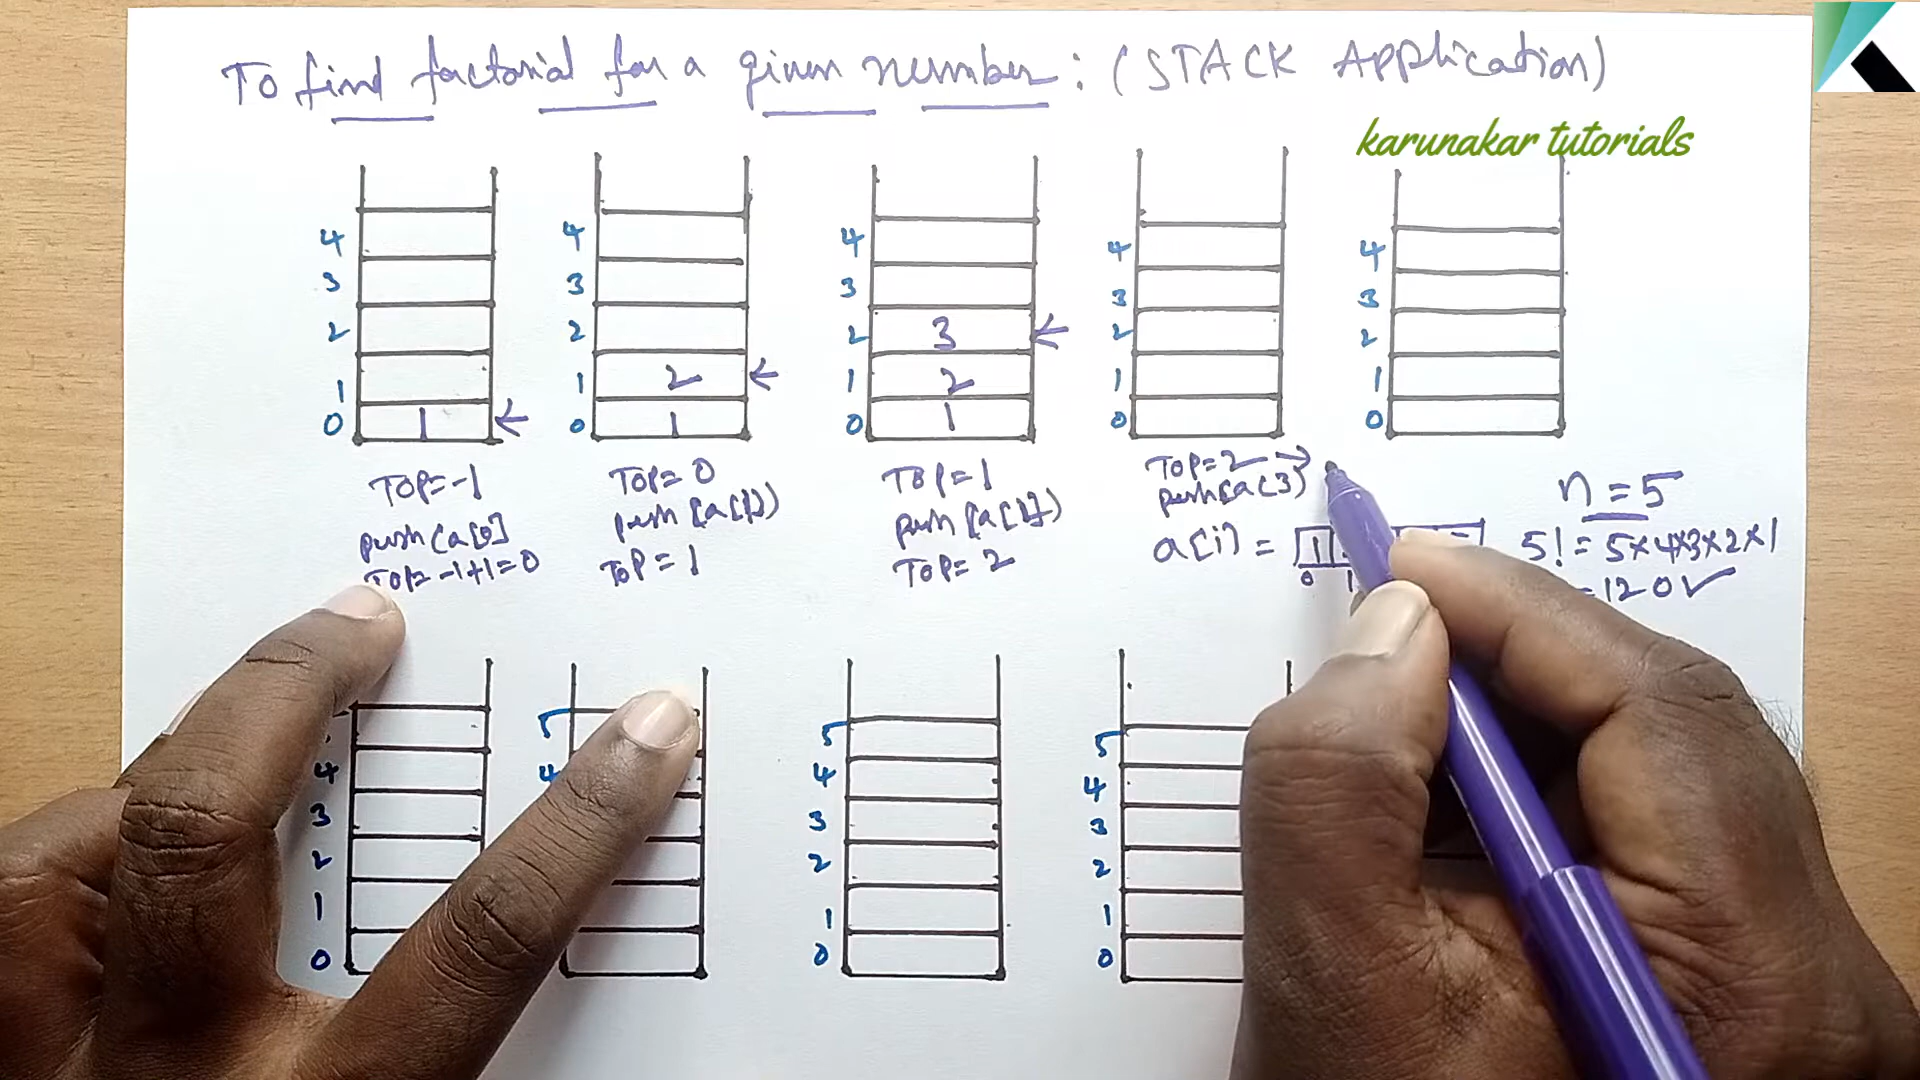 To find factorial for a given number: (STACK Application)
karunakar tutorials
4 3 2 1 0 1
4 3 2 1 0 2 1
4 3 2 1 0 3 2 1
4 3 2 1 0
4 3 2 1 0
TOP=-1
push(a[0]
TOP=-1+1=0
TOP=0
push(a[1])
TOP=1
TOP=1
push(a[2])
TOP=2
TOP=2→
push(a[3)
a[i] = 1
0 1
n=5
5! = 5×4×3×2×1
=120✓
4 3 2 1 0
5 4
5 4 3 2 1 0
5 4 3 2 1 0